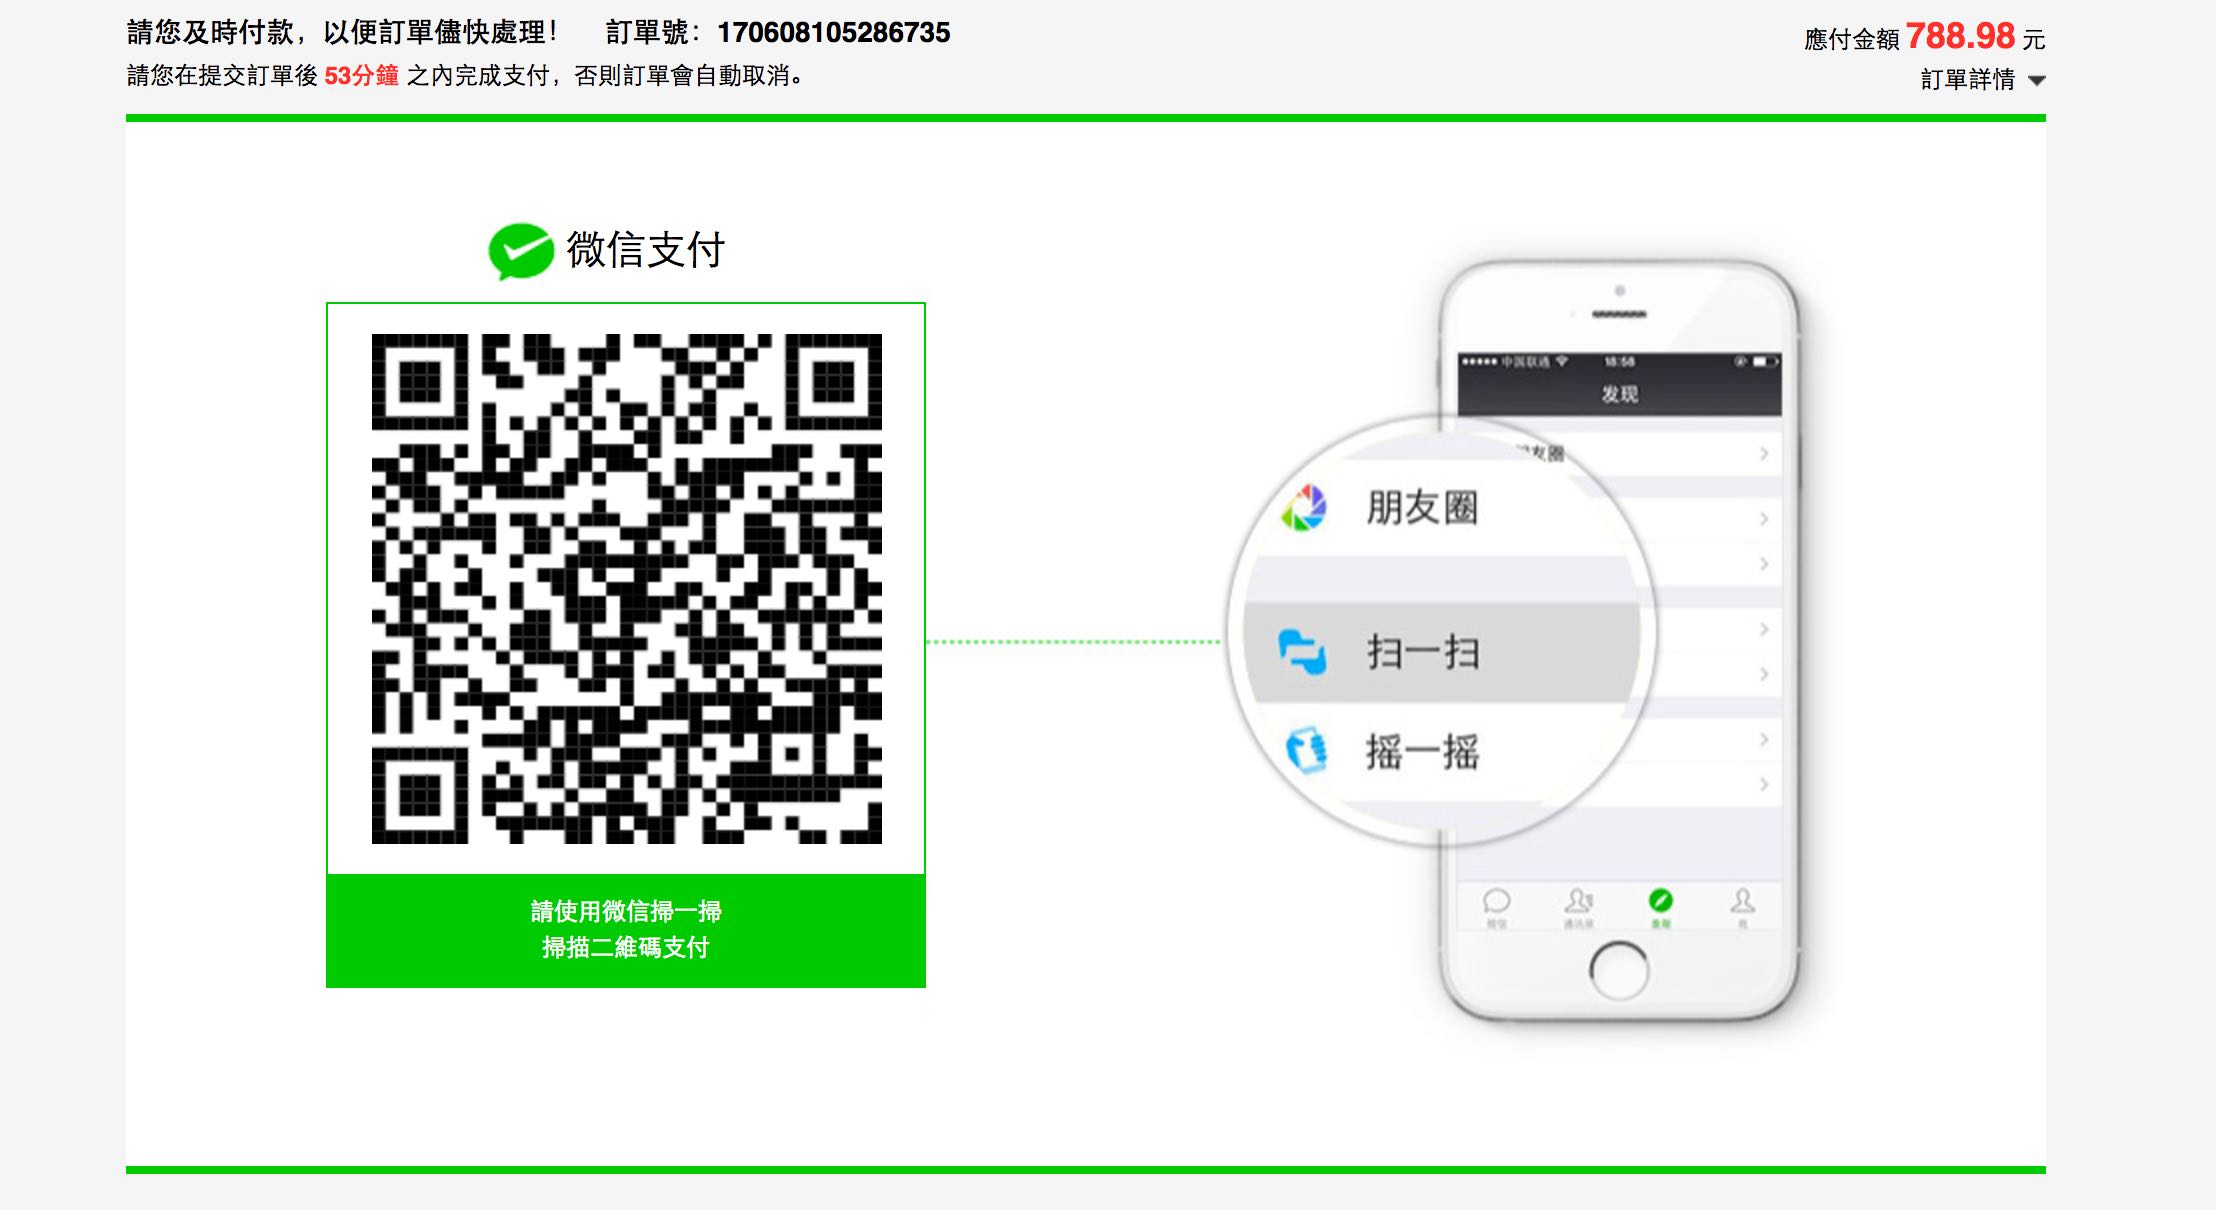 請您及時付款，以便訂單儘快處理！ 訂單號：170608105286735
應付金額 788.98 元
請您在提交訂單後 53分鐘 之內完成支付，否則訂單會自動取消。
訂單詳情
微信支付
中国联通 18:58
发现
友圈
朋友圈
扫一扫
摇一摇
請使用微信掃一掃
掃描二維碼支付